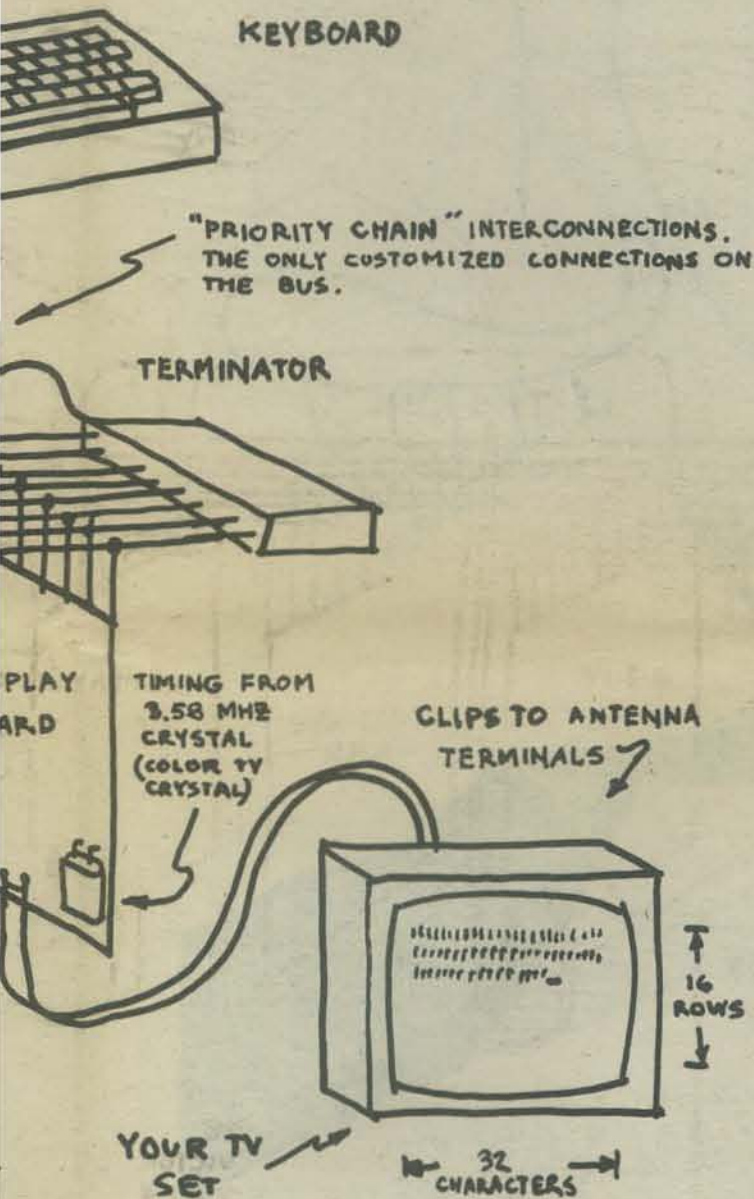 KEYBOARD
"PRIORITY CHAIN" INTERCONNECTIONS.
THE ONLY CUSTOMIZED CONNECTIONS ON
THE BUS.
TERMINATOR
PLAY
ARD
TIMING FROM
3.58 MHZ
CRYSTAL
(COLOR TV
CRYSTAL)
CLIPS TO ANTENNA
TERMINALS
16
ROWS
YOUR TV
SET
32
CHARACTERS